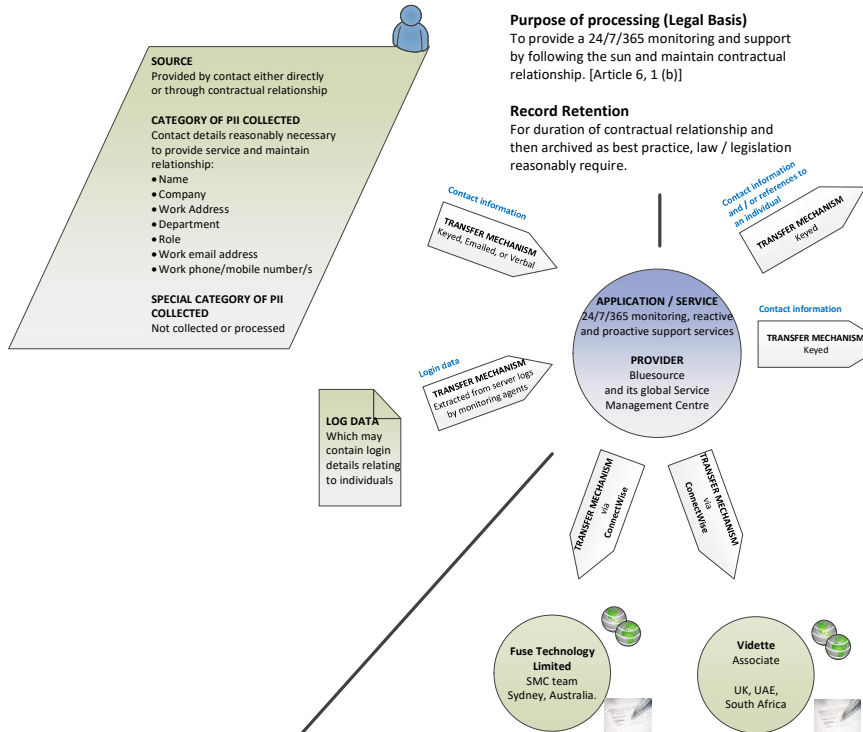 SOURCE
Provided by contact either directly
or through contractual relationship
CATEGORY OF PII COLLECTED
Contact details reasonably necessary
to provide service and maintain
relationship:
• Name
• Company
• Work Address
• Department
• Role
• Work email address
• Work phone/mobile number/s
SPECIAL CATEGORY OF PII
COLLECTED
Not collected or processed
Purpose of processing (Legal Basis)
To provide a 24/7/365 monitoring and support
by following the sun and maintain contractual
relationship. [Article 6, 1 (b)]
Record Retention
For duration of contractual relationship and
then archived as best practice, law / legislation
reasonably require.
Contact information
TRANSFER MECHANISM
Keyed, Emailed, or Verbal
Contact information
and / or references to
an individual
TRANSFER MECHANISM
Keyed
APPLICATION / SERVICE
24/7/365 monitoring, reactive
and proactive support services
PROVIDER
Bluesource
and its global Service
Management Centre
Contact information
TRANSFER MECHANISM
Keyed
Login data
TRANSFER MECHANISM
Extracted from server logs
by monitoring agents
LOG DATA
Which may
contain login
details relating
to individuals
TRANSFER MECHANISM
via
ConnectWise
TRANSFER MECHANISM
via
ConnectWise
Fuse Technology
Limited
SMC team
Sydney, Australia.
Vidette
Associate
UK, UAE,
South Africa